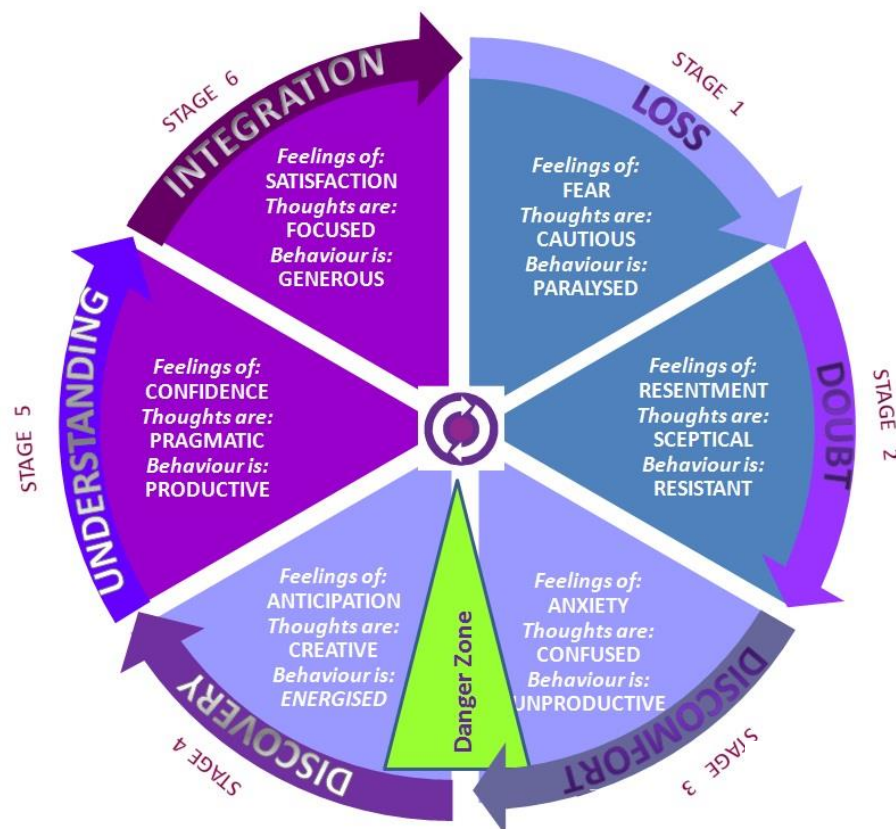 STAGE 1
LOSS
Feelings of:
FEAR
Thoughts are:
CAUTIOUS
Behaviour is:
PARALYSED
STAGE 2
DOUBT
Feelings of:
RESENTMENT
Thoughts are:
SCEPTICAL
Behaviour is:
RESISTANT
STAGE 3
DISCOMFORT
Feelings of:
ANXIETY
Thoughts are:
CONFUSED
Behaviour is:
UNPRODUCTIVE
Danger Zone
STAGE 4
DISCOVERY
Feelings of:
ANTICIPATION
Thoughts are:
CREATIVE
Behaviour is:
ENERGISED
STAGE 5
UNDERSTANDING
Feelings of:
CONFIDENCE
Thoughts are:
PRAGMATIC
Behaviour is:
PRODUCTIVE
STAGE 6
INTEGRATION
Feelings of:
SATISFACTION
Thoughts are:
FOCUSED
Behaviour is:
GENEROUS